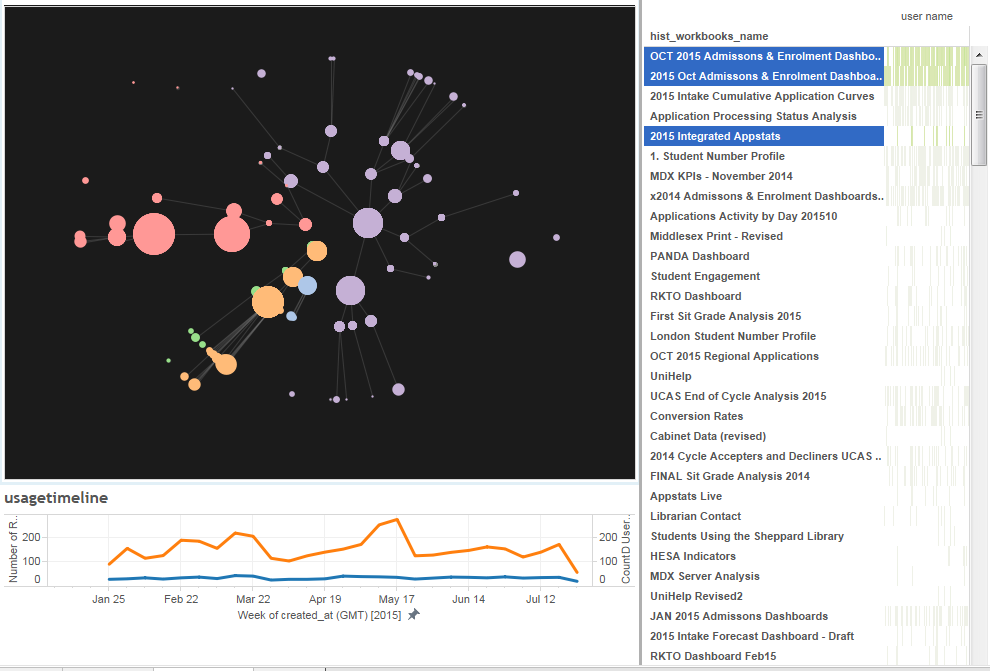 user name
hist_workbooks_name
OCT 2015 Admissons & Enrolment Dashbo..
2015 Oct Admissons & Enrolment Dashboa..
2015 Intake Cumulative Application Curves
Application Processing Status Analysis
2015 Integrated Appstats
1. Student Number Profile
MDX KPIs - November 2014
x2014 Admissons & Enrolment Dashboards..
Applications Activity by Day 201510
Middlesex Print - Revised
PANDA Dashboard
Student Engagement
RKTO Dashboard
First Sit Grade Analysis 2015
London Student Number Profile
OCT 2015 Regional Applications
UniHelp
UCAS End of Cycle Analysis 2015
Conversion Rates
Cabinet Data (revised)
2014 Cycle Accepters and Decliners UCAS ..
FINAL Sit Grade Analysis 2014
Appstats Live
Librarian Contact
Students Using the Sheppard Library
HESA Indicators
MDX Server Analysis
UniHelp Revised2
JAN 2015 Admissons Dashboards
2015 Intake Forecast Dashboard - Draft
RKTO Dashboard Feb15
usagetimeline
Number of R..
200
100
0
200
100
0
CountD User..
Jan 25 Feb 22 Mar 22 Apr 19 May 17 Jun 14 Jul 12
Week of created_at (GMT) [2015]